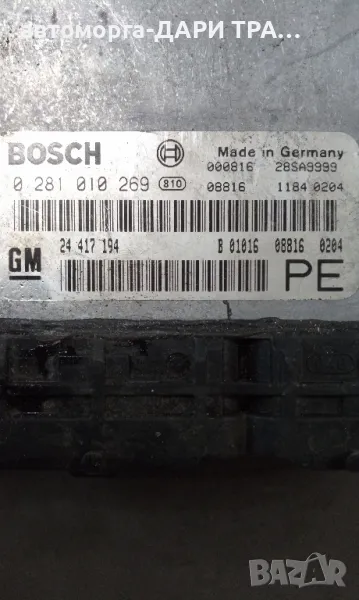 автоморга-ДАРИ ТРА...
BOSCH Made in Germany
000816 28SA9999
0 281 010 269 810 08816 1184 0204
24 417 194 B 01016 08816 0204
GM PE
BAZAR